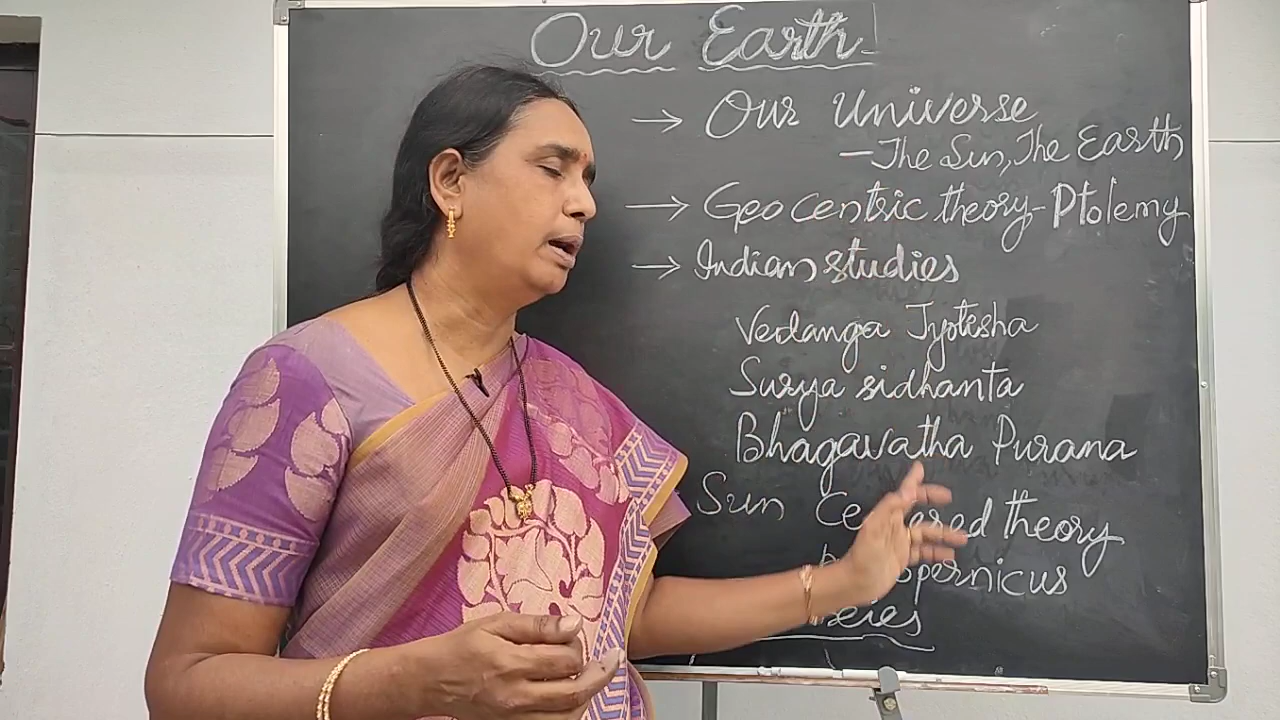 Our Earth
→ Our Universe
—The Sun, The Earth
→ Geocentric theory - Ptolemy
→ Indian studies
Vedanga Jyotisha
Surya sidhanta
Bhagavatha Purana
Sun theory